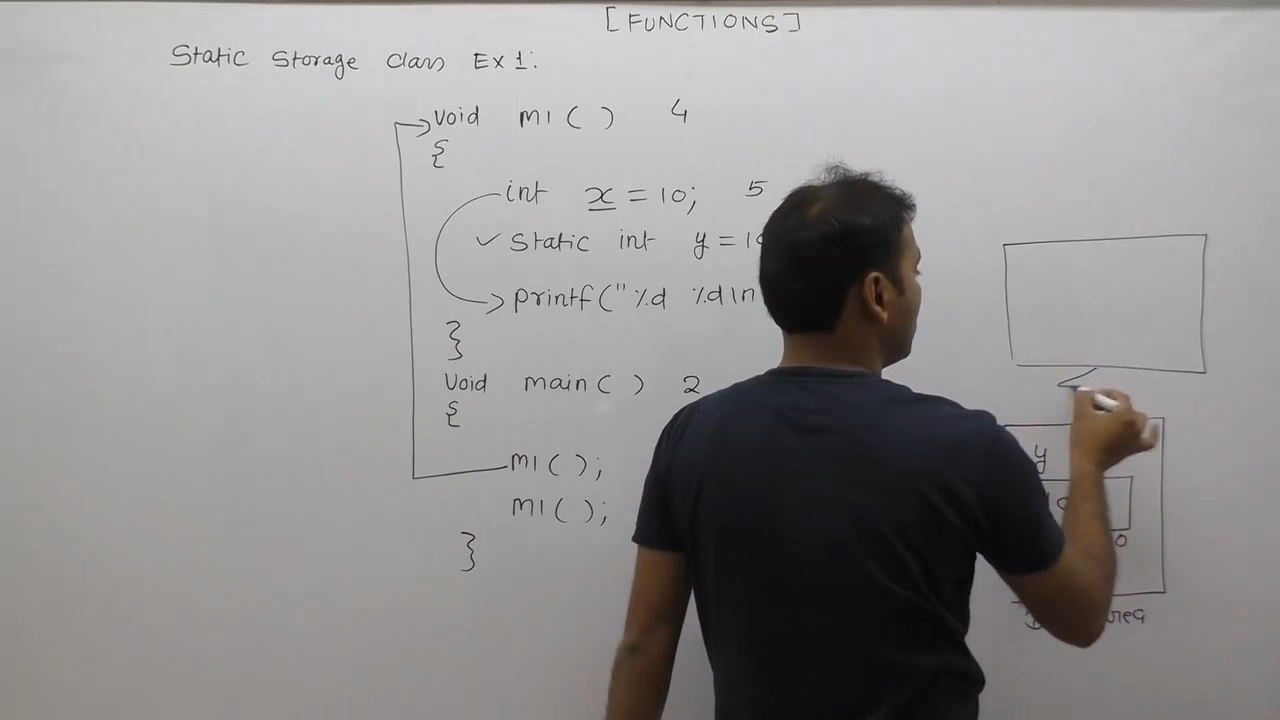 [FUNCTIONS]
Static Storage Class Ex 1:
void m1( ) 4
{
int x = 10; 5
✓ Static int y = 10
printf("%d %d\n
}
void main( ) 2
{
m1( );
m1( );
}
y
10